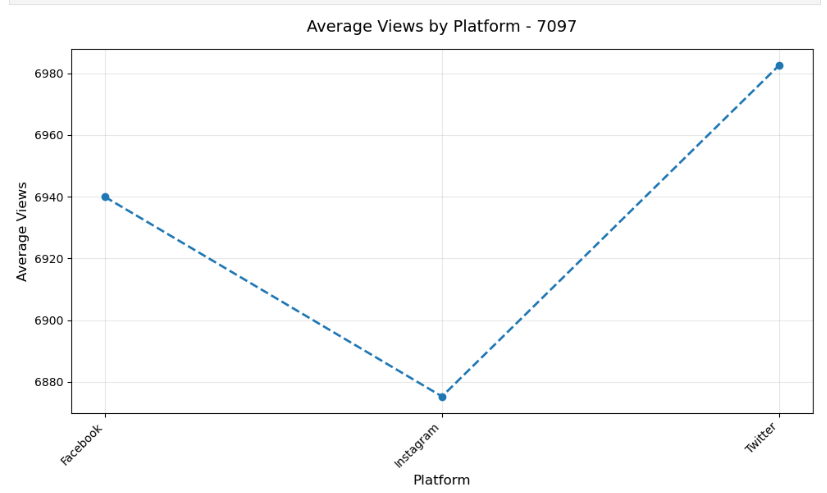 Average Views by Platform - 7097
Average Views
6980
6960
6940
6920
6900
6880
Facebook
Instagram
Twitter
Platform